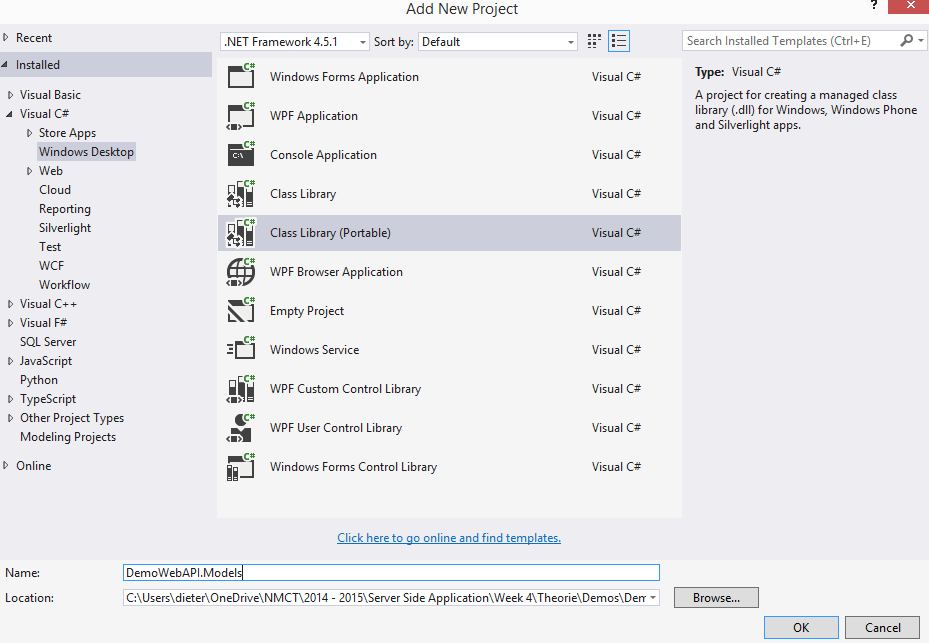 Add New Project
?
Recent
Installed
Visual Basic
Visual C#
Store Apps
Windows Desktop
Web
Cloud
Reporting
Silverlight
Test
WCF
Workflow
Visual C++
Visual F#
SQL Server
JavaScript
Python
TypeScript
Other Project Types
Modeling Projects
Online
.NET Framework 4.5.1 Sort by: Default
C# Windows Forms Application Visual C#
C# WPF Application Visual C#
C# C:\ Console Application Visual C#
C# Class Library Visual C#
C# Class Library (Portable) Visual C#
C# WPF Browser Application Visual C#
C# Empty Project Visual C#
C# Windows Service Visual C#
C# WPF Custom Control Library Visual C#
C# WPF User Control Library Visual C#
C# Windows Forms Control Library Visual C#
Click here to go online and find templates.
Search Installed Templates (Ctrl+E)
Type: Visual C#
A project for creating a managed class
library (.dll) for Windows, Windows Phone
and Silverlight apps.
Name: DemoWebAPI.Models
Location: C:\Users\dieter\OneDrive\NMCT\2014 - 2015\Server Side Application\Week 4\Theorie\Demos\Dem
Browse...
OK Cancel